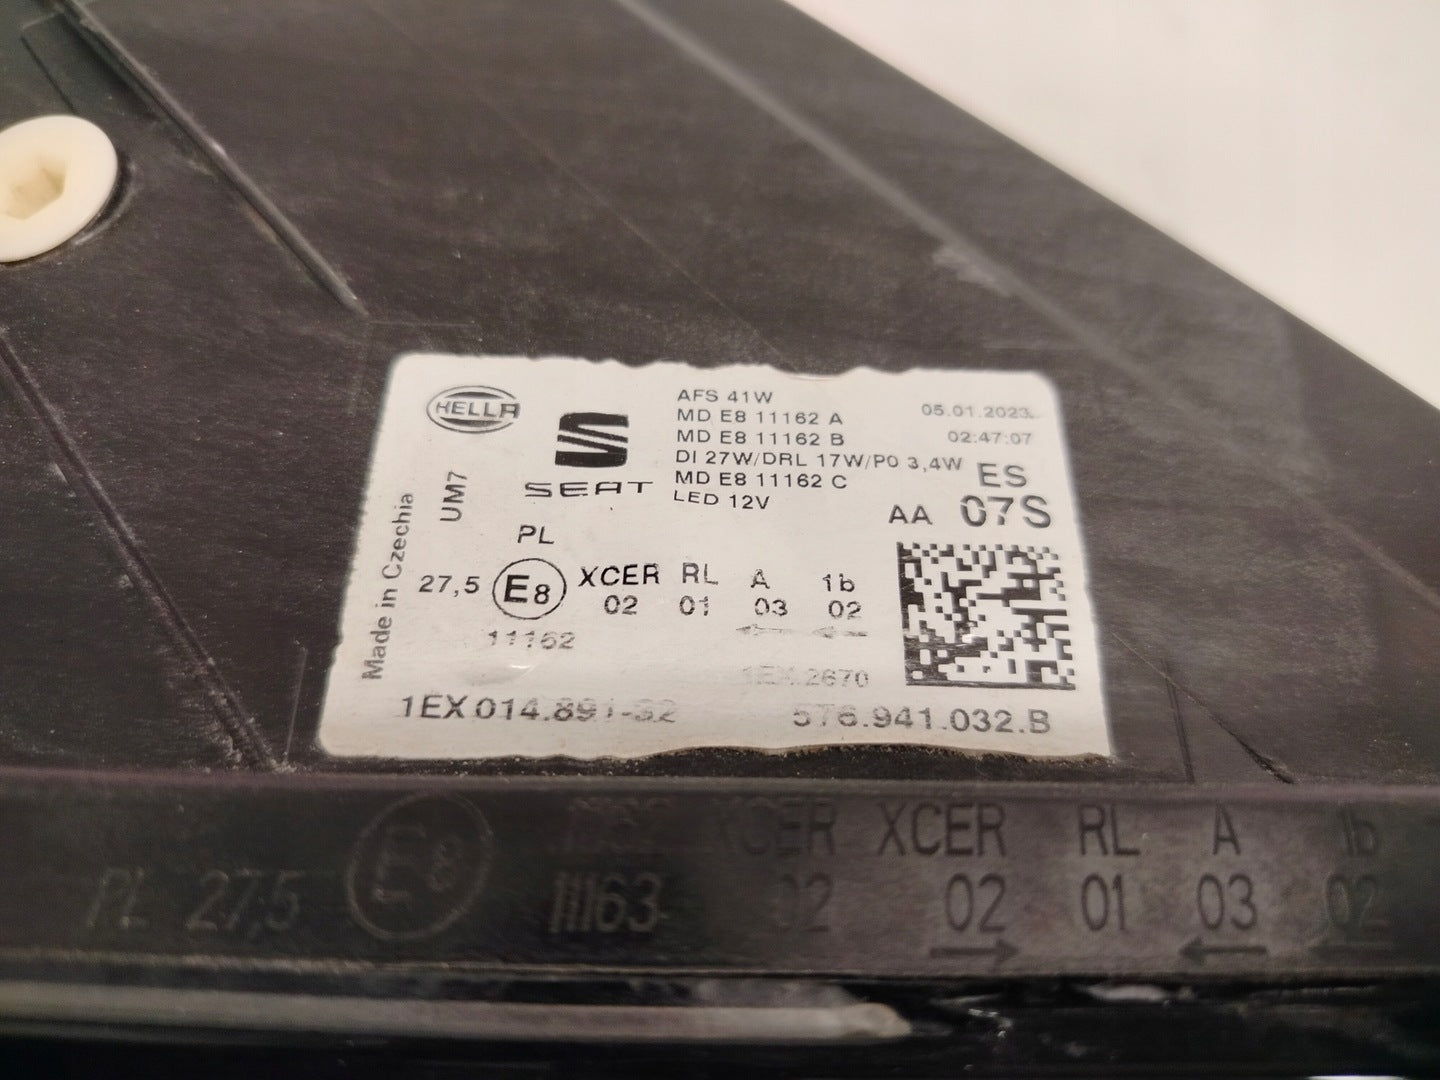 HELLA
SEAT
AFS 41W
MD E8 11162 A
MD E8 11162 B
DI 27W/DRL 17W/P0 3,4W
MD E8 11162 C
LED 12V
05.01.2023
02:47:07
ES
AA 07S
UM7
Made in Czechia
PL
27,5 E8 XCER RL A 1b
02 01 03 02
11162
1EX.2670
1EX 014.891-32
576.941.032.B
XCER XCER RL A 1b
PL 27,5 E8 11163 02 02 01 03 02